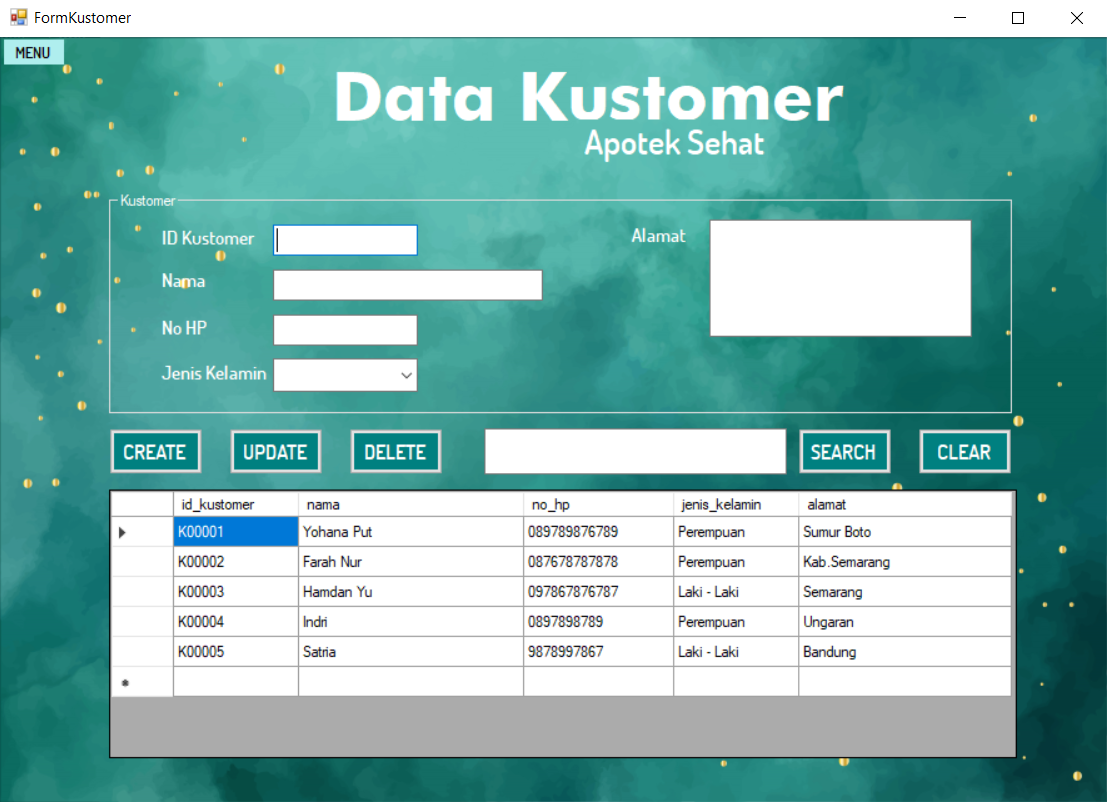 FormKustomer
MENU
Data Kustomer
Apotek Sehat
Kustomer
ID Kustomer
Alamat
Nama
No HP
Jenis Kelamin
CREATE UPDATE DELETE SEARCH CLEAR
id_kustomer nama no_hp jenis_kelamin alamat
K00001 Yohana Put 089789876789 Perempuan Sumur Boto
K00002 Farah Nur 087678787878 Perempuan Kab.Semarang
K00003 Hamdan Yu 097867876787 Laki - Laki Semarang
K00004 Indri 0897898789 Perempuan Ungaran
K00005 Satria 9878997867 Laki - Laki Bandung